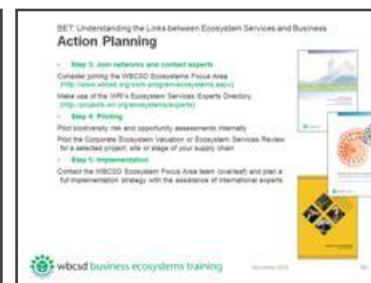 BET: Understanding the Links between Ecosystem Services and Business
Action Planning
• Step 3: Join networks and contact experts
Consider joining the WBCSD Ecosystems Focus Area
(http://www.wbcsd.org/work-program/ecosystems.aspx)
Make use of the WRI's Ecosystem Services Experts Directory
(http://projects.wri.org/ecosystems/experts)
• Step 4: Piloting
Pilot biodiversity risk and opportunity assessments internally
Pilot the Corporate Ecosystem Valuation or Ecosystem Services Review
for a selected project, site or stage of your supply chain
• Step 5: Implementation
Contact the WBCSD Ecosystem Focus Area team (overleaf) and plan a
full implementation strategy with the assistance of international experts
wbcsd business ecosystems training